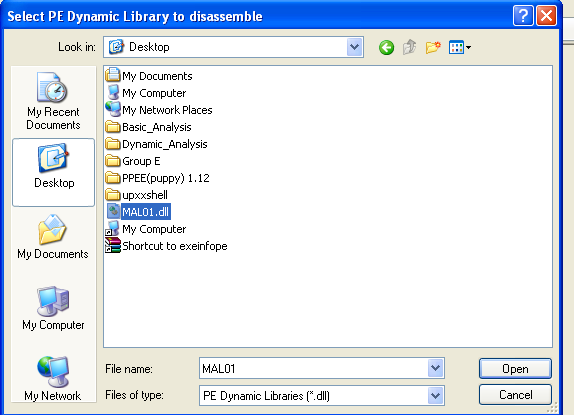 Select PE Dynamic Library to disassemble
Look in: Desktop
My Recent
Documents
Desktop
My Documents
My Computer
My Network
My Documents
My Computer
My Network Places
Basic_Analysis
Dynamic_Analysis
Group E
PPEE(puppy) 1.12
upxxshell
MAL01.dll
My Computer
Shortcut to exeinfope
File name: MAL01 Open
Files of type: PE Dynamic Libraries (*.dll) Cancel